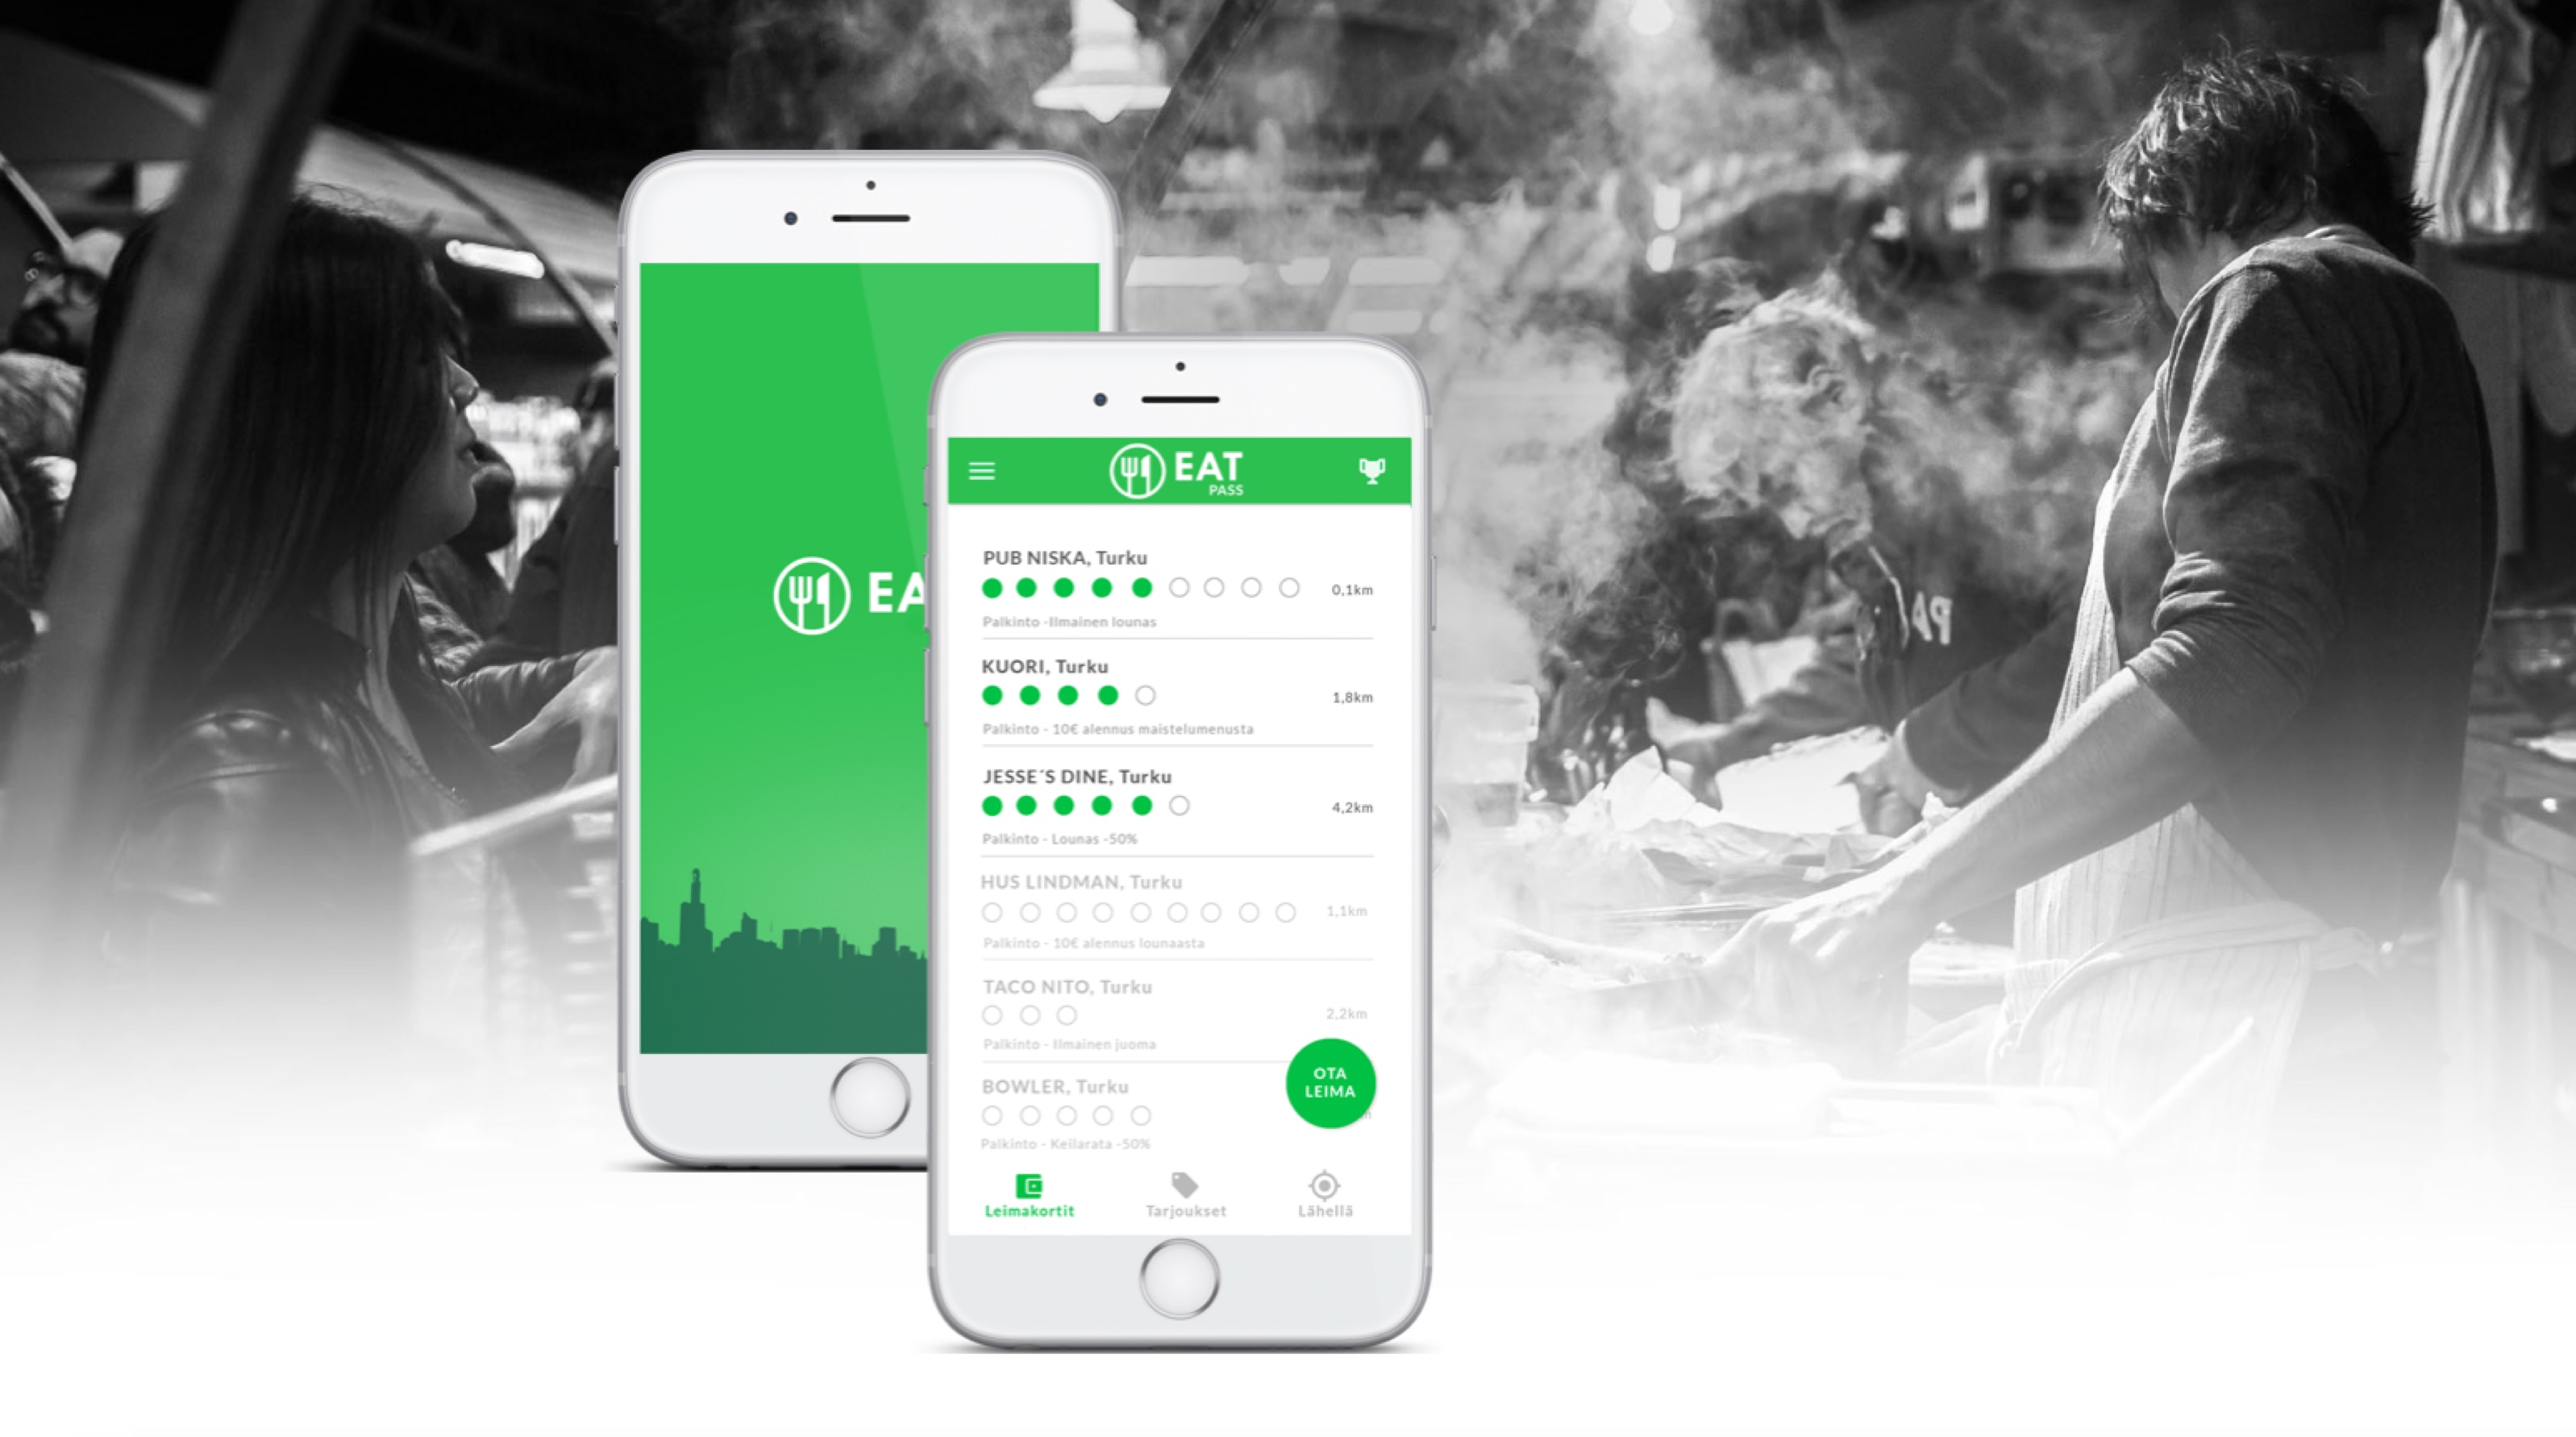 EAT
PASS
PUB NISKA, Turku
0,1km
Palkinto -Ilmainen lounas
KUORI, Turku
1,8km
Palkinto - 10€ alennus maistelumenusta
JESSE´S DINE, Turku
4,2km
Palkinto - Lounas -50%
HUS LINDMAN, Turku
1,1km
Palkinto - 10€ alennus lounaasta
TACO NITO, Turku
2,2km
Palkinto - Ilmainen juoma
OTA
LEIMA
BOWLER, Turku
Palkinto - Keilarata -50%
Leimakortit
Tarjoukset
Lähellä